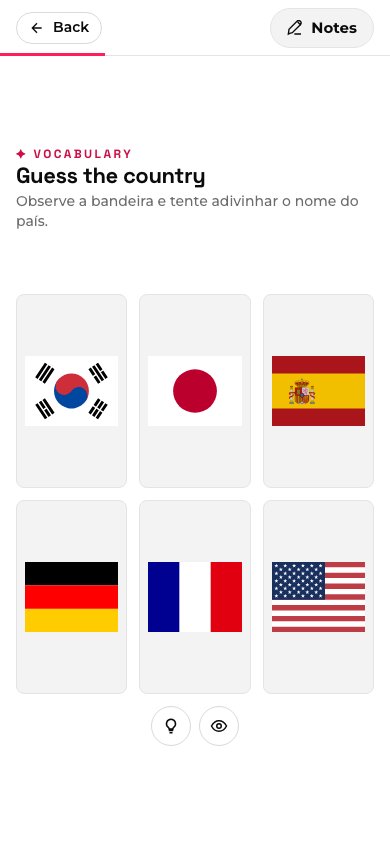 Back
Notes
VOCABULARY
Guess the country
Observe a bandeira e tente adivinhar o nome do
país.